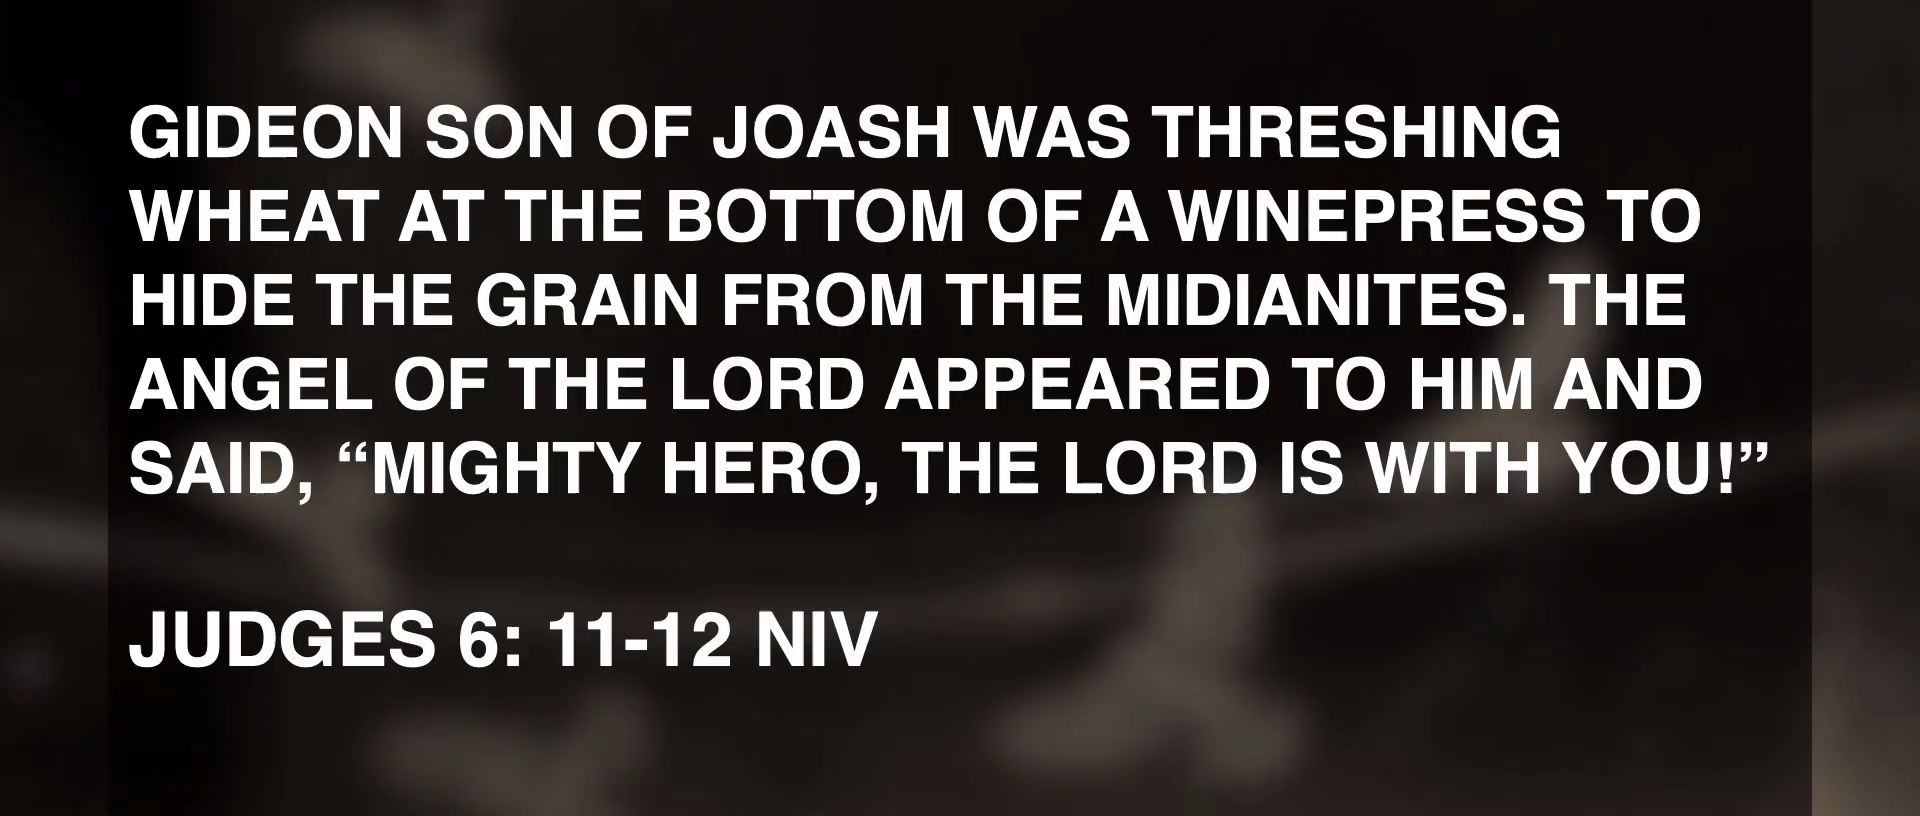 GIDEON SON OF JOASH WAS THRESHING
WHEAT AT THE BOTTOM OF A WINEPRESS TO
HIDE THE GRAIN FROM THE MIDIANITES. THE
ANGEL OF THE LORD APPEARED TO HIM AND
SAID, “MIGHTY HERO, THE LORD IS WITH YOU!”
JUDGES 6: 11-12 NIV